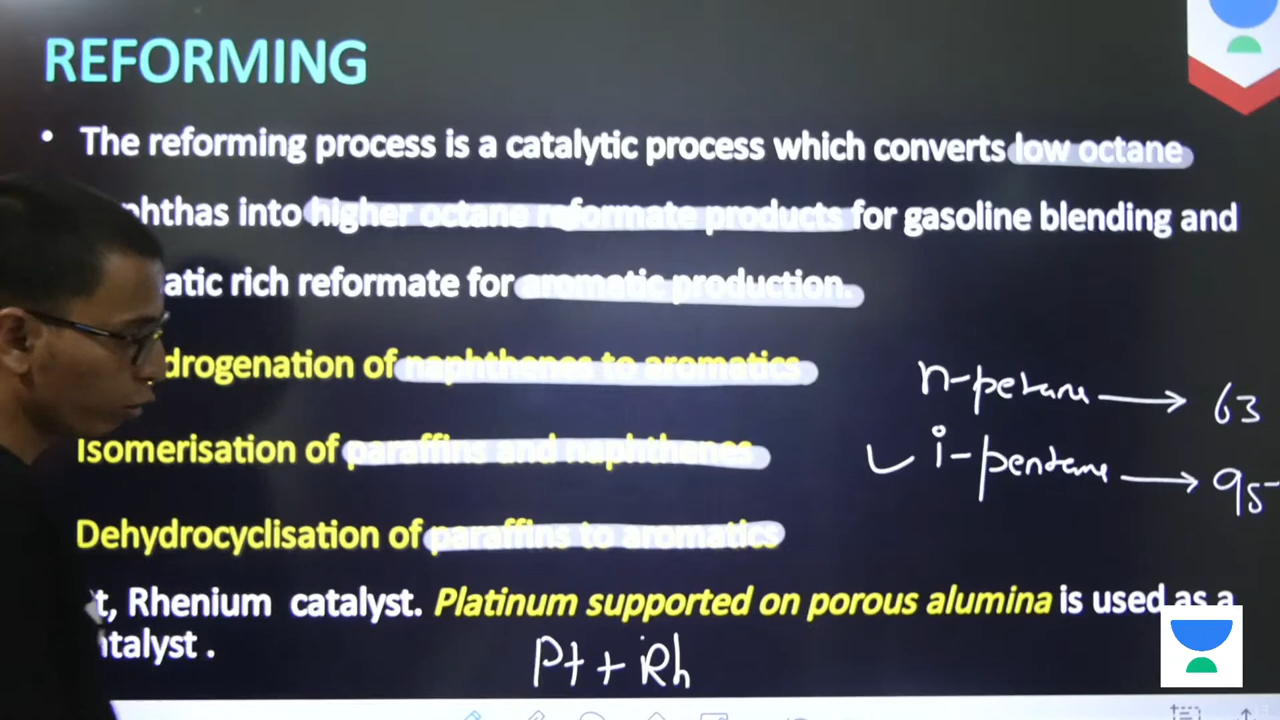 REFORMING
• The reforming process is a catalytic process which converts low octane
phthas into higher octane reformate products for gasoline blending and
atic rich reformate for aromatic production.
drogenation of naphthenes to aromatics
n-petane → 63
Isomerisation of paraffins and naphthenes
✓ i-pentane → 95
Dehydrocyclisation of paraffins to aromatics
t, Rhenium catalyst. Platinum supported on porous alumina is used as a
atalyst .
Pt + Rh